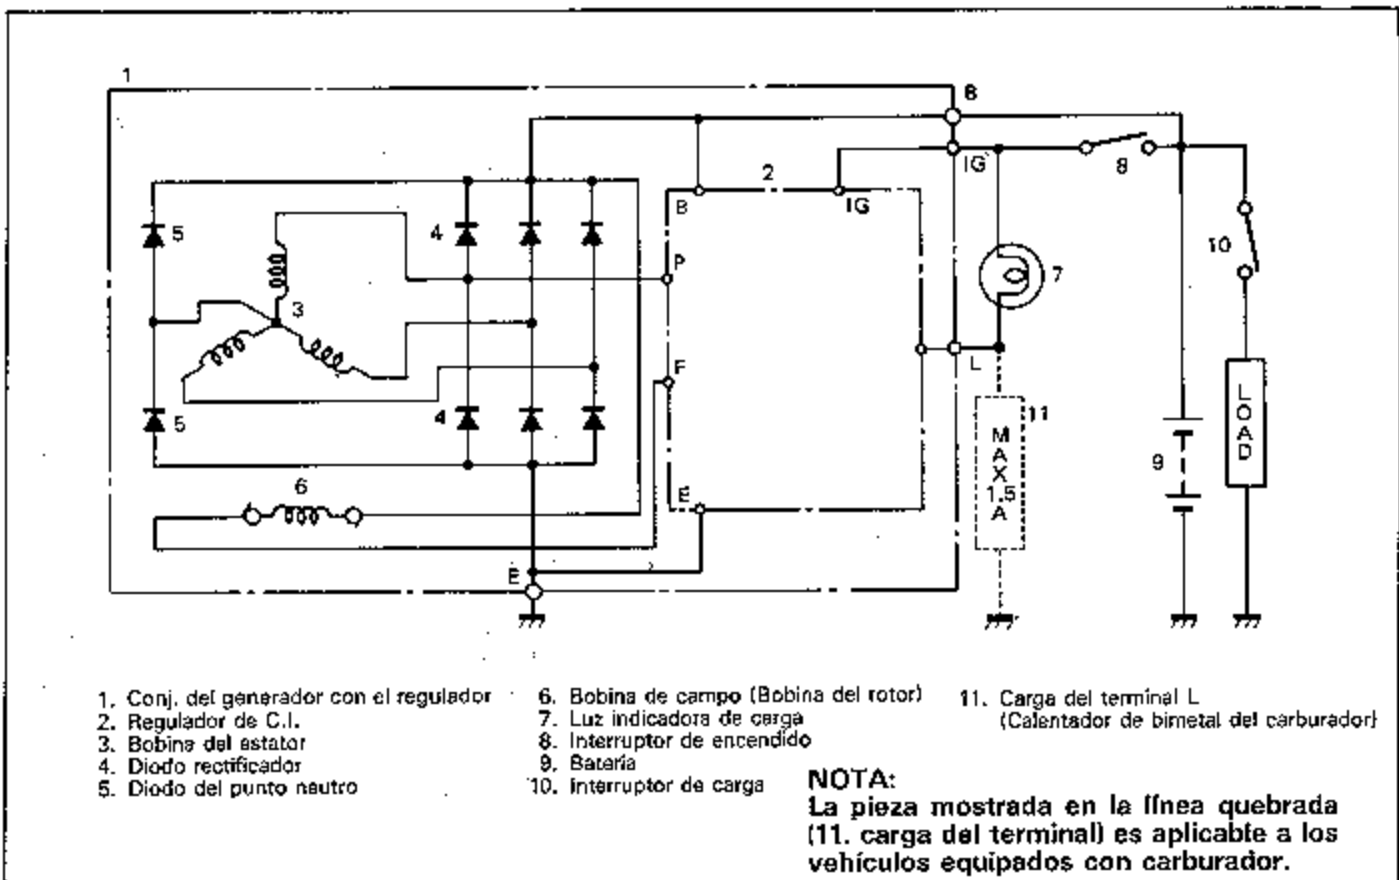 1
B
IG
8
2
B
IG
5
4
10
P
7
3
L
F
5
4
11
LOAD
MAX 1.5 A
9
6
E
E
1. Conj. del generador con el regulador
2. Regulador de C.I.
3. Bobina del estator
4. Diodo rectificador
5. Diodo del punto neutro
6. Bobina de campo (Bobina del rotor)
7. Luz indicadora de carga
8. Interruptor de encendido
9. Batería
10. Interruptor de carga
11. Carga del terminal L
(Calentador de bimetal del carburador)
NOTA:
La pieza mostrada en la línea quebrada
(11. carga del terminal) es aplicable a los
vehículos equipados con carburador.